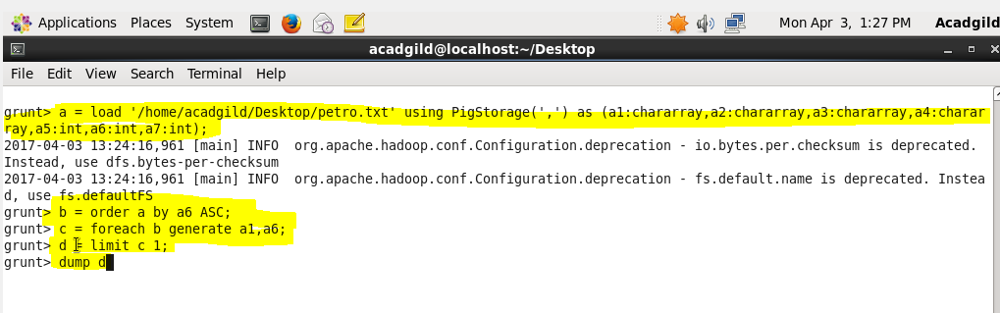 Applications Places System Mon Apr 3, 1:27 PM Acadgild
acadgild@localhost:~/Desktop
File Edit View Search Terminal Help
grunt> a = load '/home/acadgild/Desktop/petro.txt' using PigStorage(',') as (a1:chararray,a2:chararray,a3:chararray,a4:charar
ray,a5:int,a6:int,a7:int);
2017-04-03 13:24:16,961 [main] INFO  org.apache.hadoop.conf.Configuration.deprecation - io.bytes.per.checksum is deprecated.
Instead, use dfs.bytes-per-checksum
2017-04-03 13:24:16,961 [main] INFO  org.apache.hadoop.conf.Configuration.deprecation - fs.default.name is deprecated. Instea
d, use fs.defaultFS
grunt> b = order a by a6 ASC;
grunt> c = foreach b generate a1,a6;
grunt> d = limit c 1;
grunt> dump d